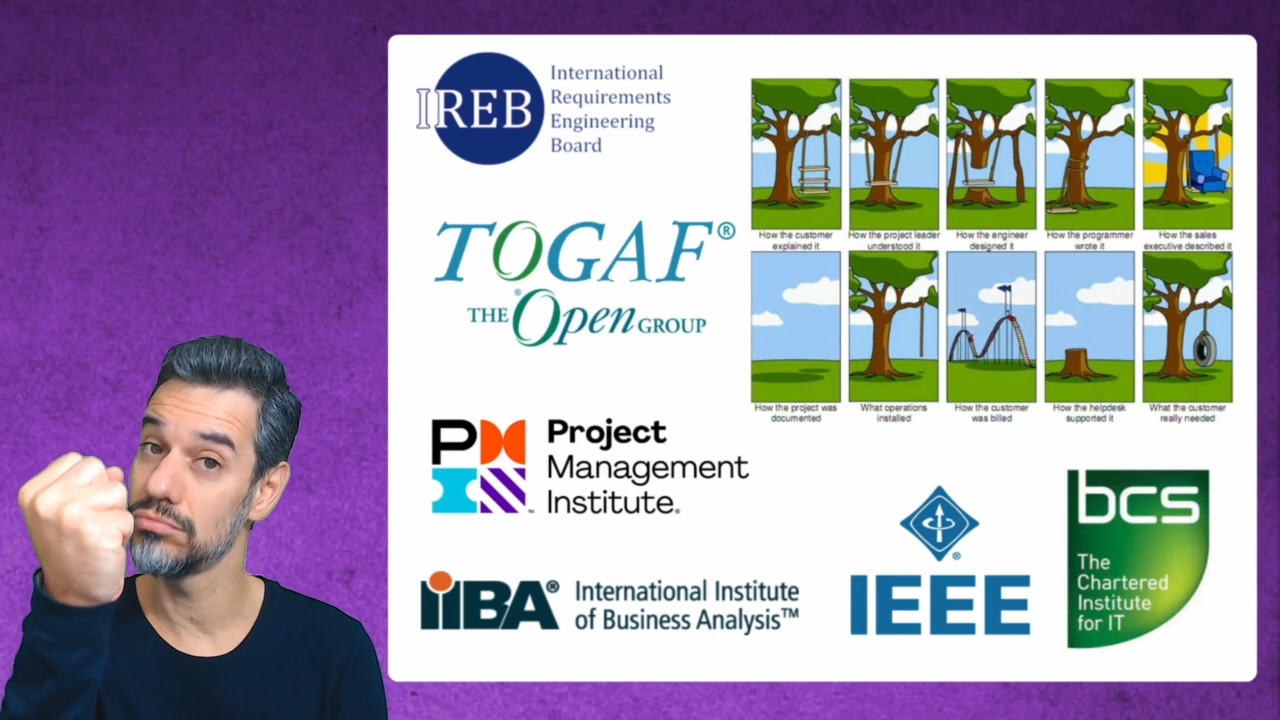 IREB
International
Requirements
Engineering
Board
TOGAF®
THE Open® GROUP
How the customer
explained it
How the project leader
understood it
How the engineer
designed it
How the programmer
wrote it
How the sales
executive described it
How the project was
documented
What operations
installed
How the customer
was billed
How the helpdesk
supported it
What the customer
really needed
PMI™
Project
Management
Institute®
iiBA®
International Institute
of Business Analysis™
®
IEEE
bcs
The
Chartered
Institute
for IT